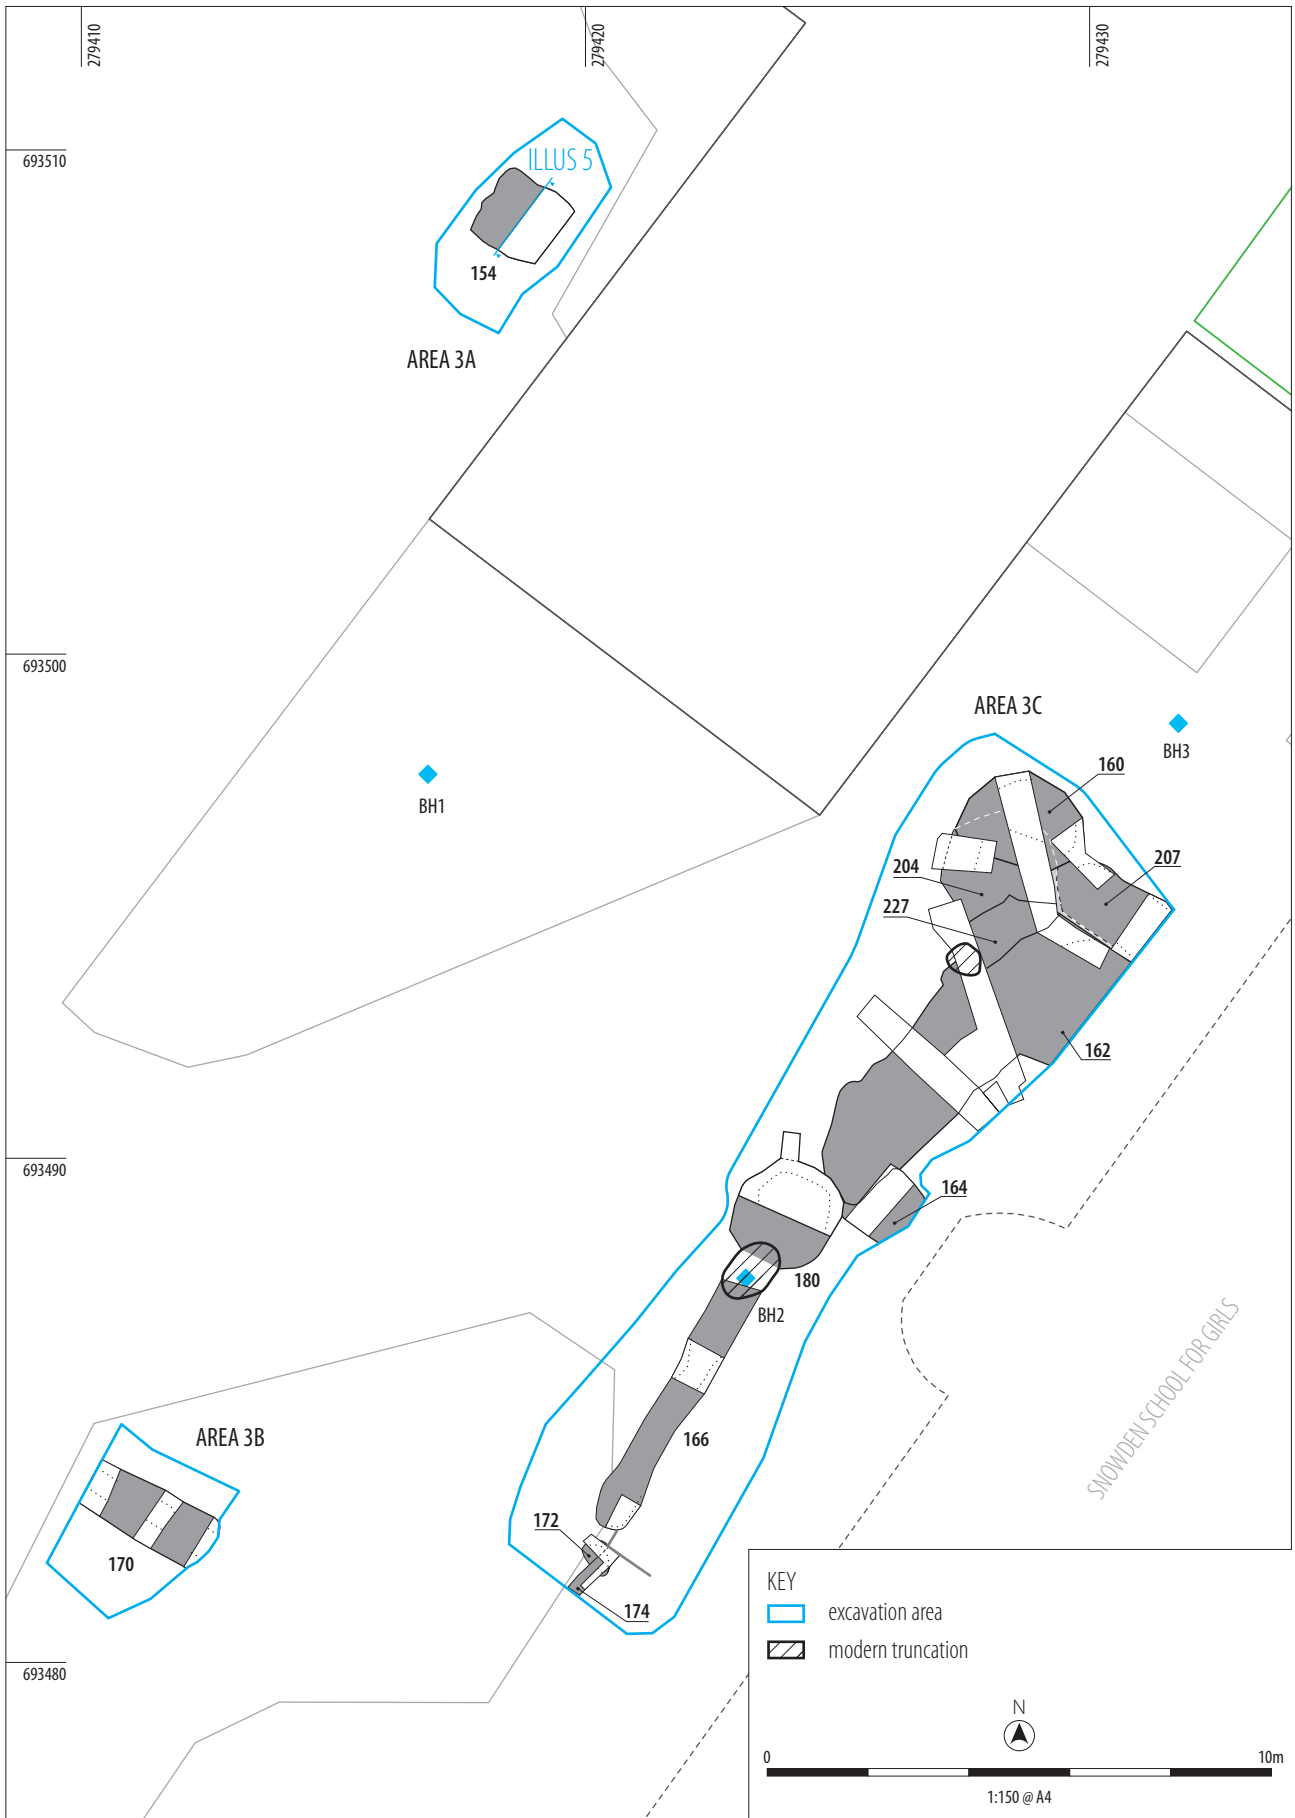 279410
279420
279430
693510
ILLUS 5
154
AREA 3A
693500
AREA 3C
BH3
160
BH1
207
204
227
162
693490
164
180
BH2
SNOWDEN SCHOOL FOR GIRLS
AREA 3B
166
172
170
174
693480
KEY
excavation area
modern truncation
N
0 10m
1:150 @ A4